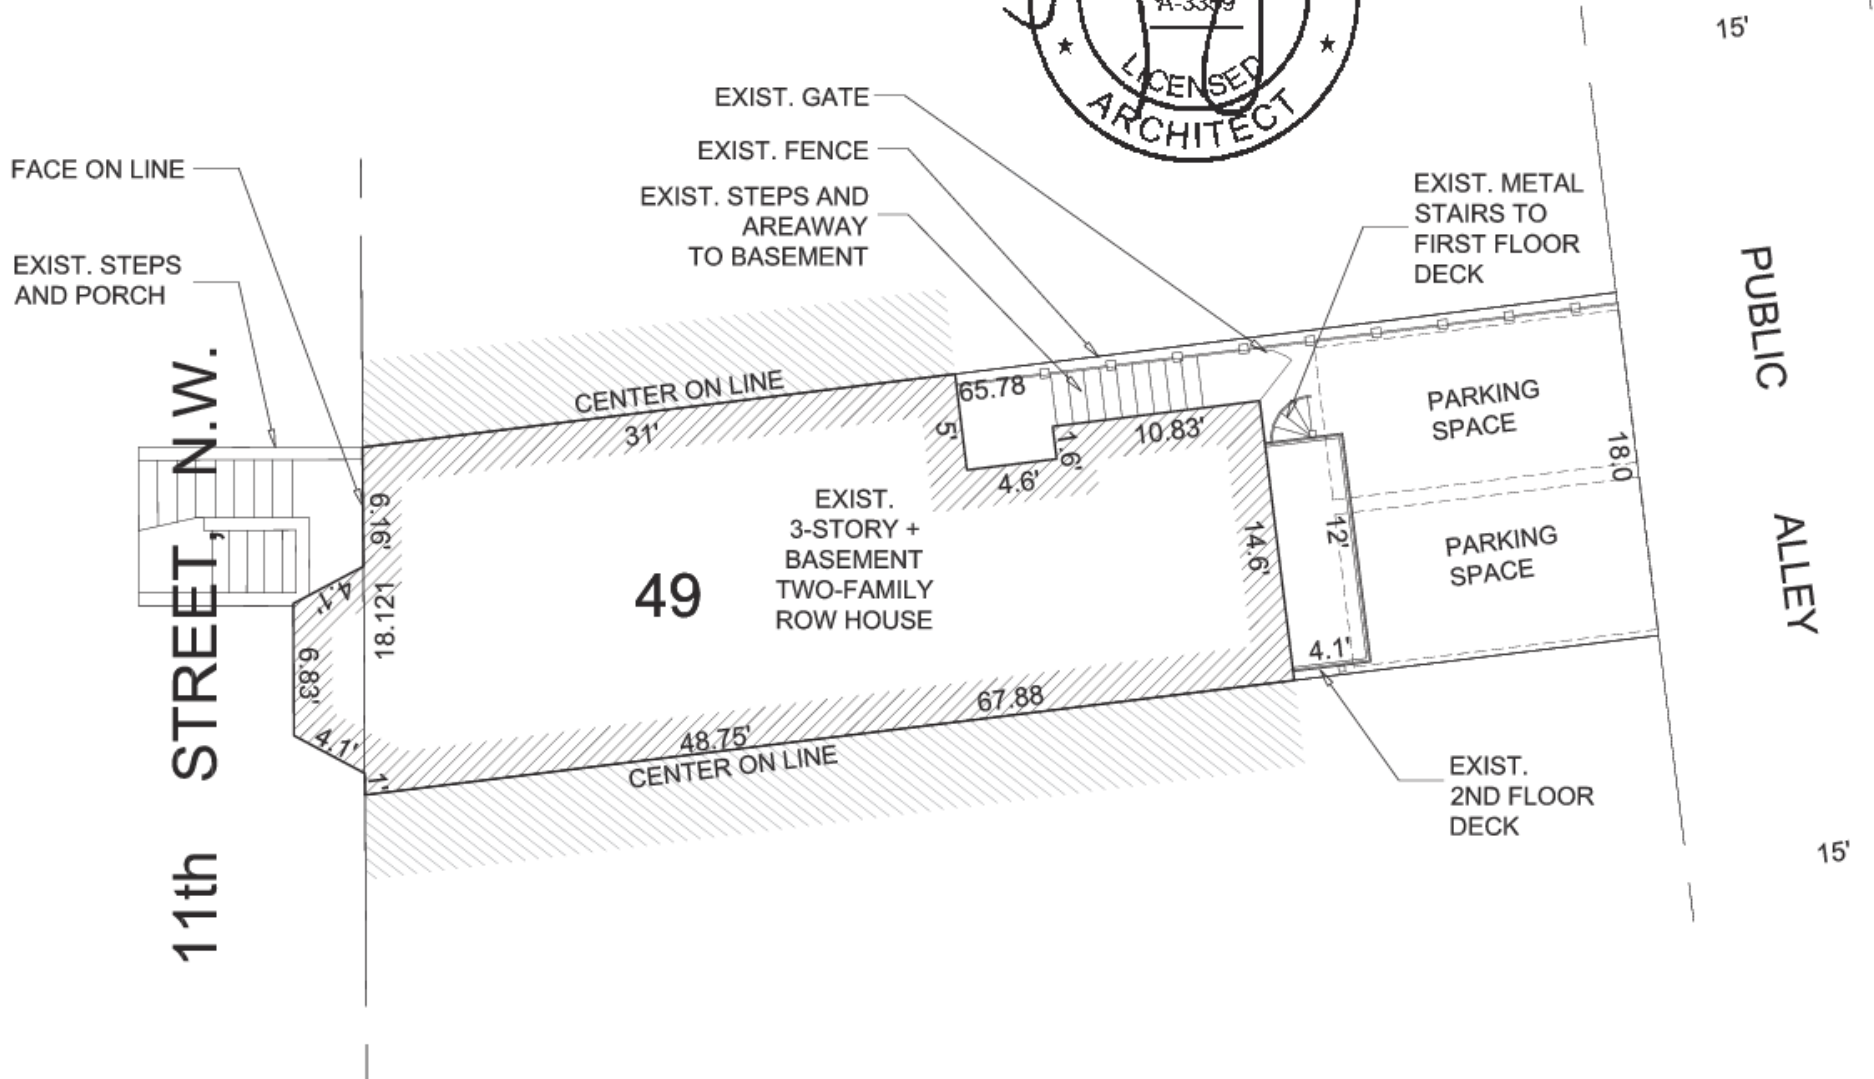 15'
LICENSED
ARCHITECT
EXIST. GATE
EXIST. FENCE
FACE ON LINE
EXIST. STEPS AND
AREAWAY
TO BASEMENT
EXIST. METAL
STAIRS TO
FIRST FLOOR
DECK
EXIST. STEPS
AND PORCH
PUBLIC ALLEY
CENTER ON LINE
31'
65.78
5'
1.6'
10.83'
4.6'
PARKING
SPACE
18.0
11th STREET, N.W.
6.16'
18.121
4.1'
6.83'
4.1'
1'
49
EXIST.
3-STORY +
BASEMENT
TWO-FAMILY
ROW HOUSE
14.6'
12'
PARKING
SPACE
4.1'
67.88
48.75'
CENTER ON LINE
EXIST.
2ND FLOOR
DECK
15'